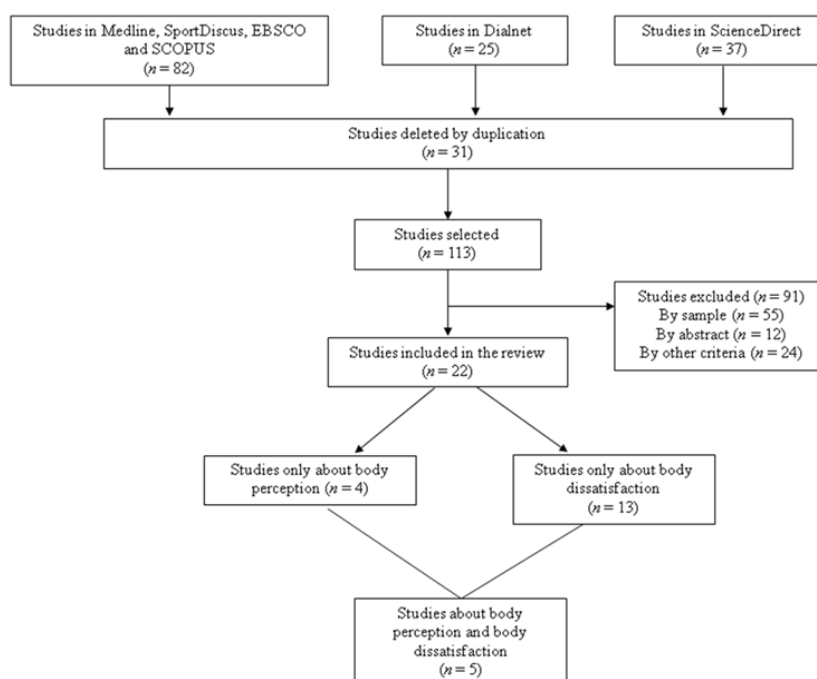 Studies in Medline, SportDiscus, EBSCO
and SCOPUS
(n = 82)
Studies in Dialnet
(n = 25)
Studies in ScienceDirect
(n = 37)
Studies deleted by duplication
(n = 31)
Studies selected
(n = 113)
Studies excluded (n = 91)
By sample (n = 55)
By abstract (n = 12)
By other criteria (n = 24)
Studies included in the review
(n = 22)
Studies only about body
perception (n = 4)
Studies only about body
dissatisfaction
(n = 13)
Studies about body
perception and body
dissatisfaction
(n = 5)